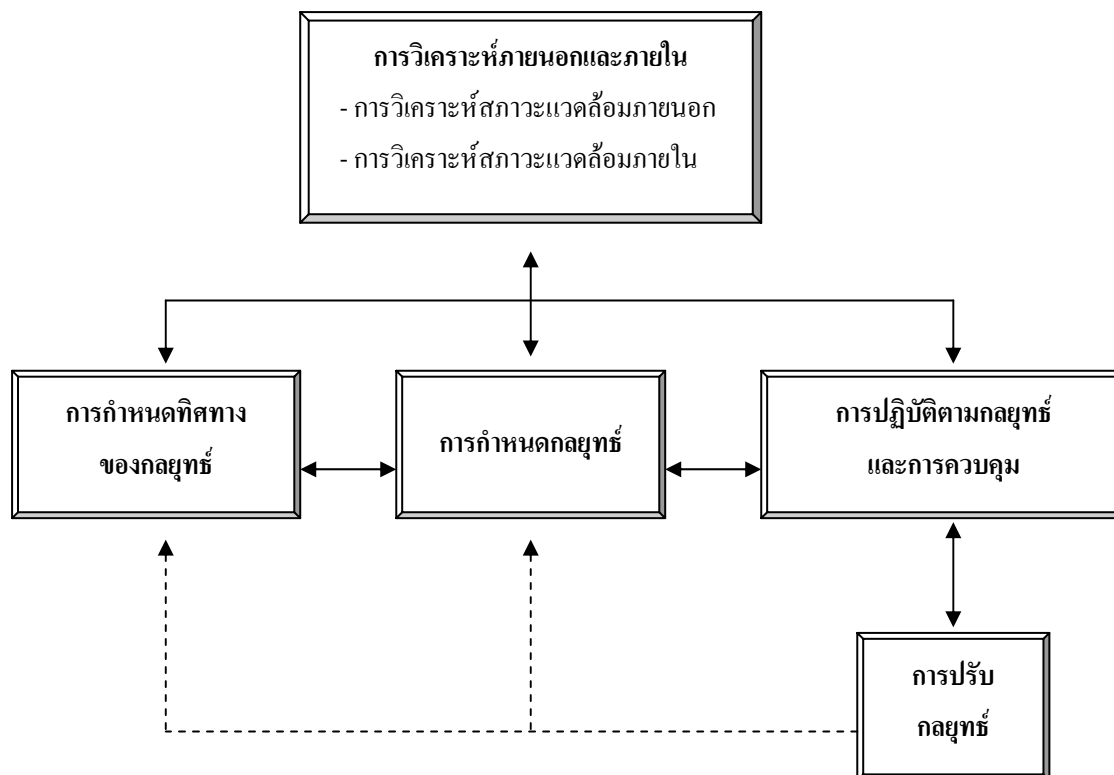 การวิเคราะห์ภายนอกและภายใน
- การวิเคราะห์สภาวะแวดล้อมภายนอก
- การวิเคราะห์สภาวะแวดล้อมภายใน
การกำหนดทิศทาง
ของกลยุทธ์
การกำหนดกลยุทธ์
การปฏิบัติตามกลยุทธ์
และการควบคุม
การปรับ
กลยุทธ์